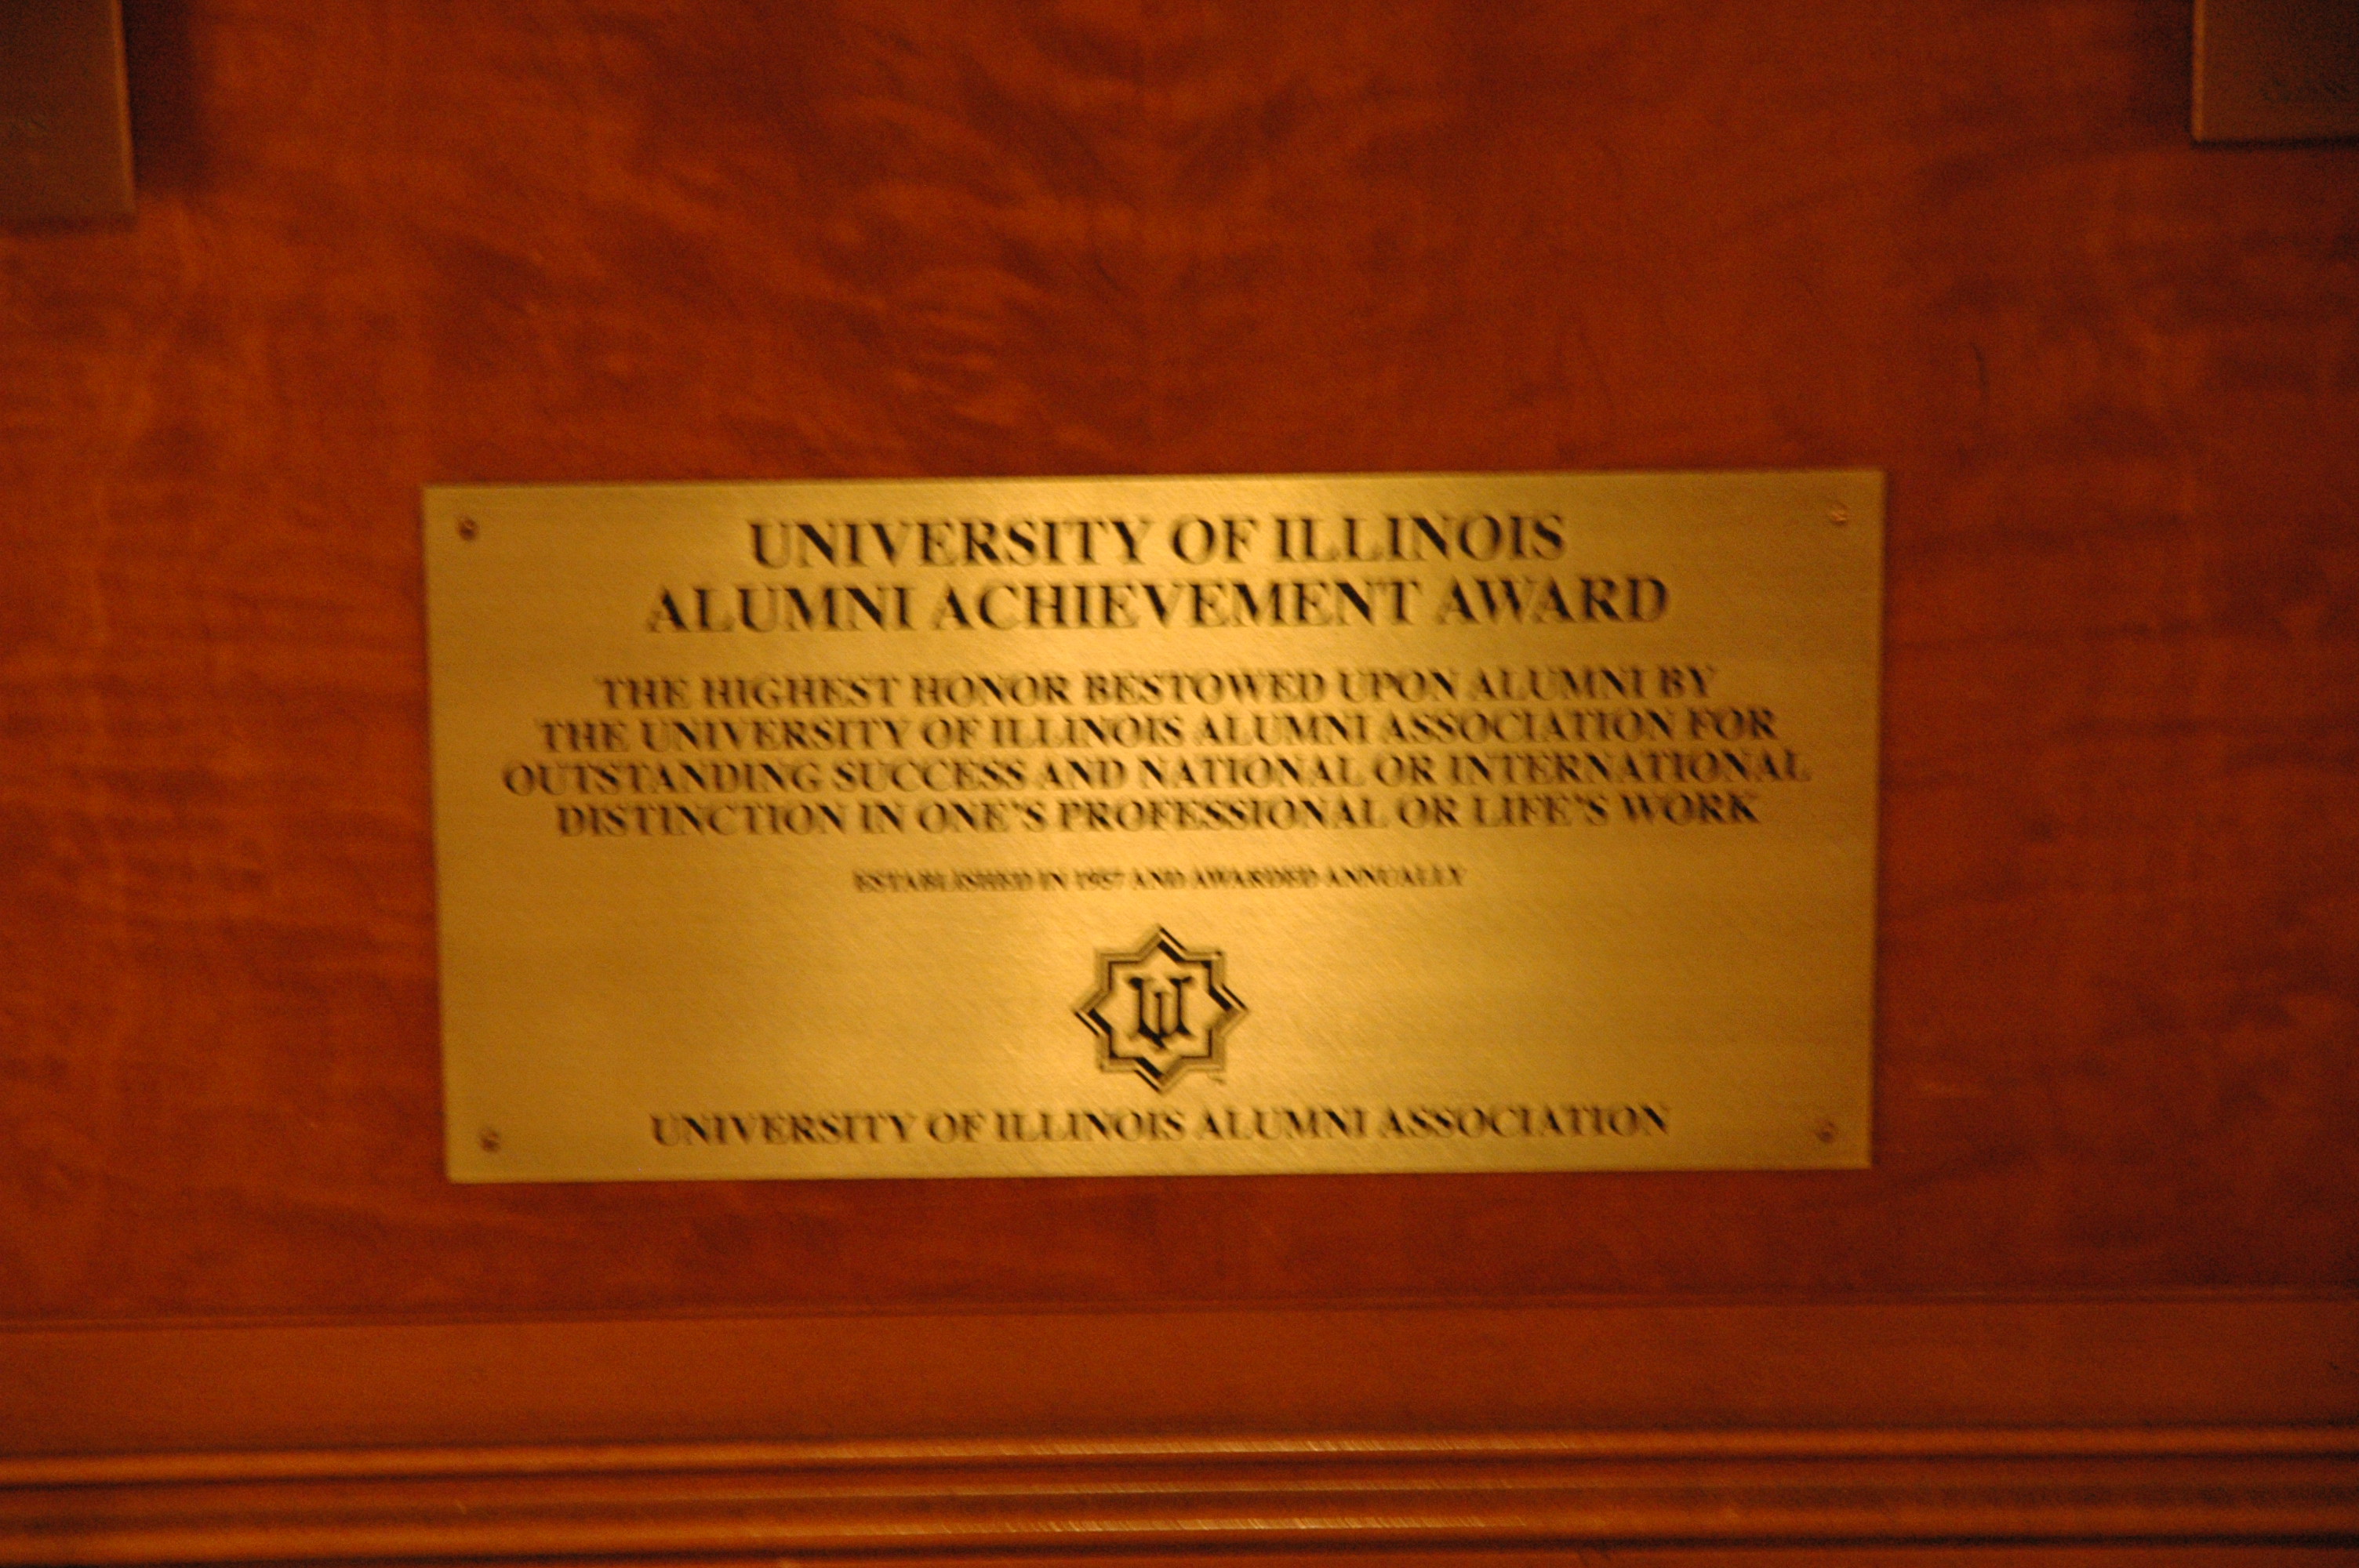 UNIVERSITY OF ILLINOIS
ALUMNI ACHIEVEMENT AWARD
THE HIGHEST HONOR BESTOWED UPON ALUMNI BY
THE UNIVERSITY OF ILLINOIS ALUMNI ASSOCIATION FOR
OUTSTANDING SUCCESS AND NATIONAL OR INTERNATIONAL
DISTINCTION IN ONE'S PROFESSIONAL OR LIFE'S WORK
ESTABLISHED IN 1957 AND AWARDED ANNUALLY
UI
UNIVERSITY OF ILLINOIS ALUMNI ASSOCIATION